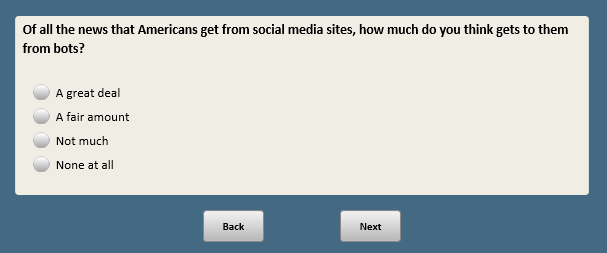 Of all the news that Americans get from social media sites, how much do you think gets to them
from bots?
A great deal
A fair amount
Not much
None at all
Back
Next